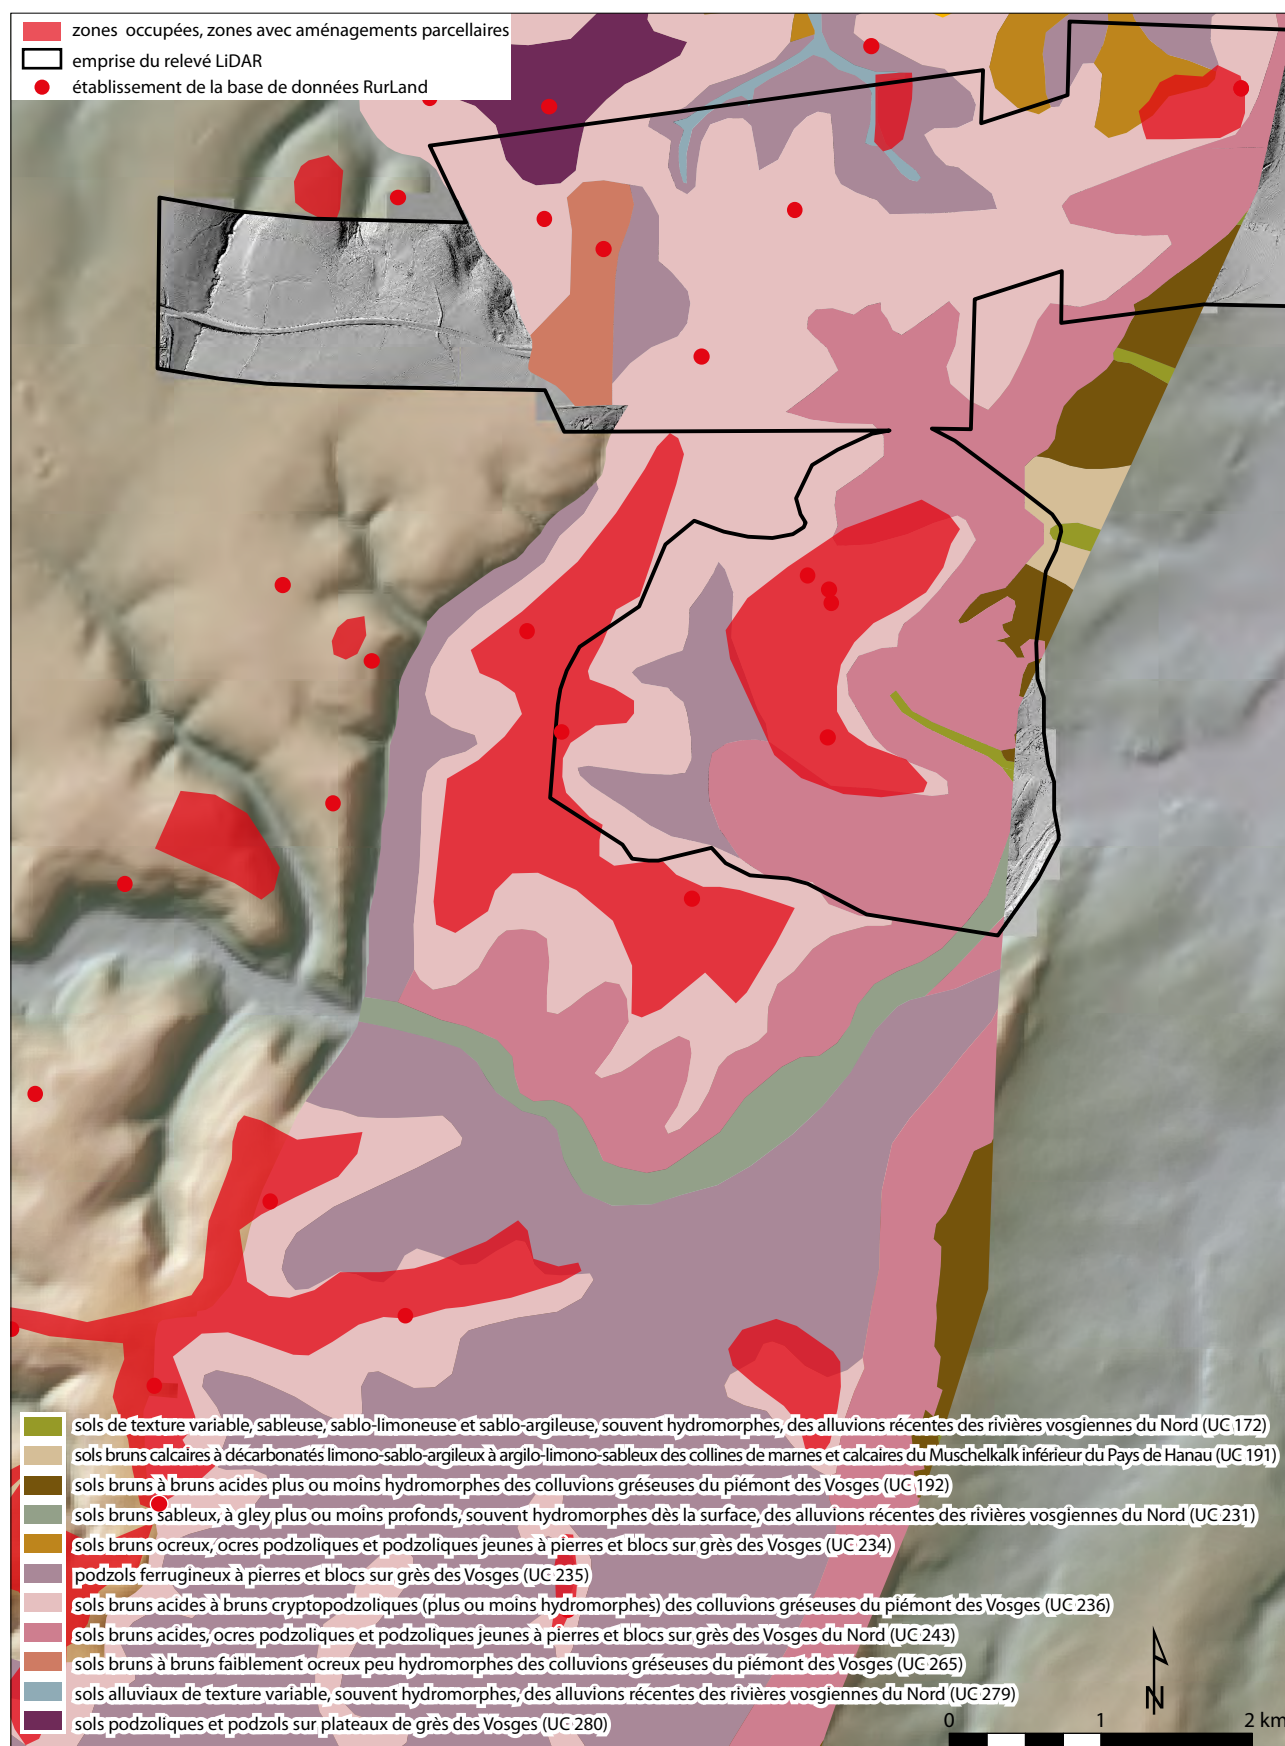 zones occupées, zones avec aménagements parcellaires
emprise du relevé LiDAR
établissement de la base de données RurLand
sols de texture variable, sableuse, sablo-limoneuse et sablo-argileuse, souvent hydromorphes, des alluvions récentes des rivières vosgiennes du Nord (UC 172)
sols bruns calcaires à décarbonatés limono-sablo-argileux à argilo-limono-sableux des collines de marnes et calcaires du Muschelkalk inférieur du Pays de Hanau (UC 191)
sols bruns à bruns acides plus ou moins hydromorphes des colluvions gréseuses du piémont des Vosges (UC 192)
sols bruns sableux, à gley plus ou moins profonds, souvent hydromorphes dès la surface, des alluvions récentes des rivières vosgiennes du Nord (UC 231)
sols bruns ocreux, ocres podzoliques et podzoliques jeunes à pierres et blocs sur grès des Vosges (UC 234)
podzols ferrugineux à pierres et blocs sur grès des Vosges (UC 235)
sols bruns acides à bruns cryptopodzoliques (plus ou moins hydromorphes) des colluvions gréseuses du piémont des Vosges (UC 236)
sols bruns acides, ocres podzoliques et podzoliques jeunes à pierres et blocs sur grès des Vosges du Nord (UC 243)
sols bruns à bruns faiblement ocreux peu hydromorphes des colluvions gréseuses du piémont des Vosges (UC 265)
sols alluviaux de texture variable, souvent hydromorphes, des alluvions récentes des rivières vosgiennes du Nord (UC 279)
sols podzoliques et podzols sur plateaux de grès des Vosges (UC 280)
N
0 1 2 km